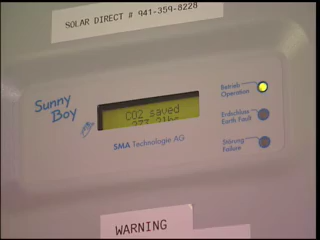 SOLAR DIRECT # 941-359-8228
Sunny
Boy
CO2 saved
SMA Technologie AG
Betrieb
Operation
Erdschluss
Earth Fault
Störung
Failure
WARNING